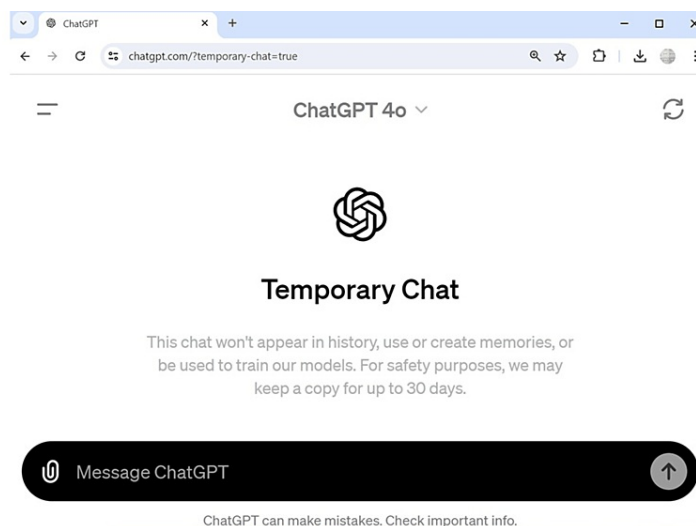 ChatGPT
chatgpt.com/?temporary-chat=true
ChatGPT 4o
Temporary Chat
This chat won't appear in history, use or create memories, or
be used to train our models. For safety purposes, we may
keep a copy for up to 30 days.
Message ChatGPT
ChatGPT can make mistakes. Check important info.